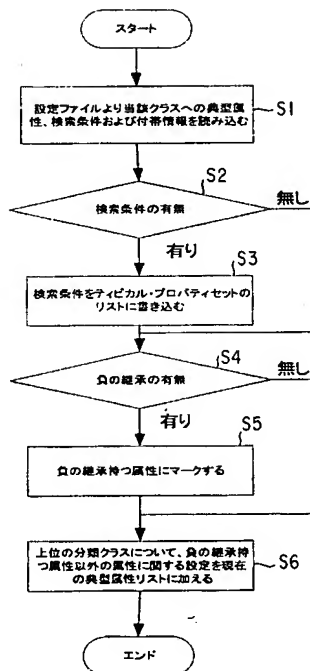 スタート
設定ファイルより当該クラスへの典型属
性、検索条件および付帯情報を読み込む
S1
S2
検索条件の有無
無し
有り
S3
検索条件をティピカル・プロパティセットの
リストに書き込む
S4
負の継承の有無
無し
有り
S5
負の継承持つ属性にマークする
上位の分類クラスについて、負の継承持
つ属性以外の属性に関する設定を現在
の典型属性リストに加える
S6
エンド